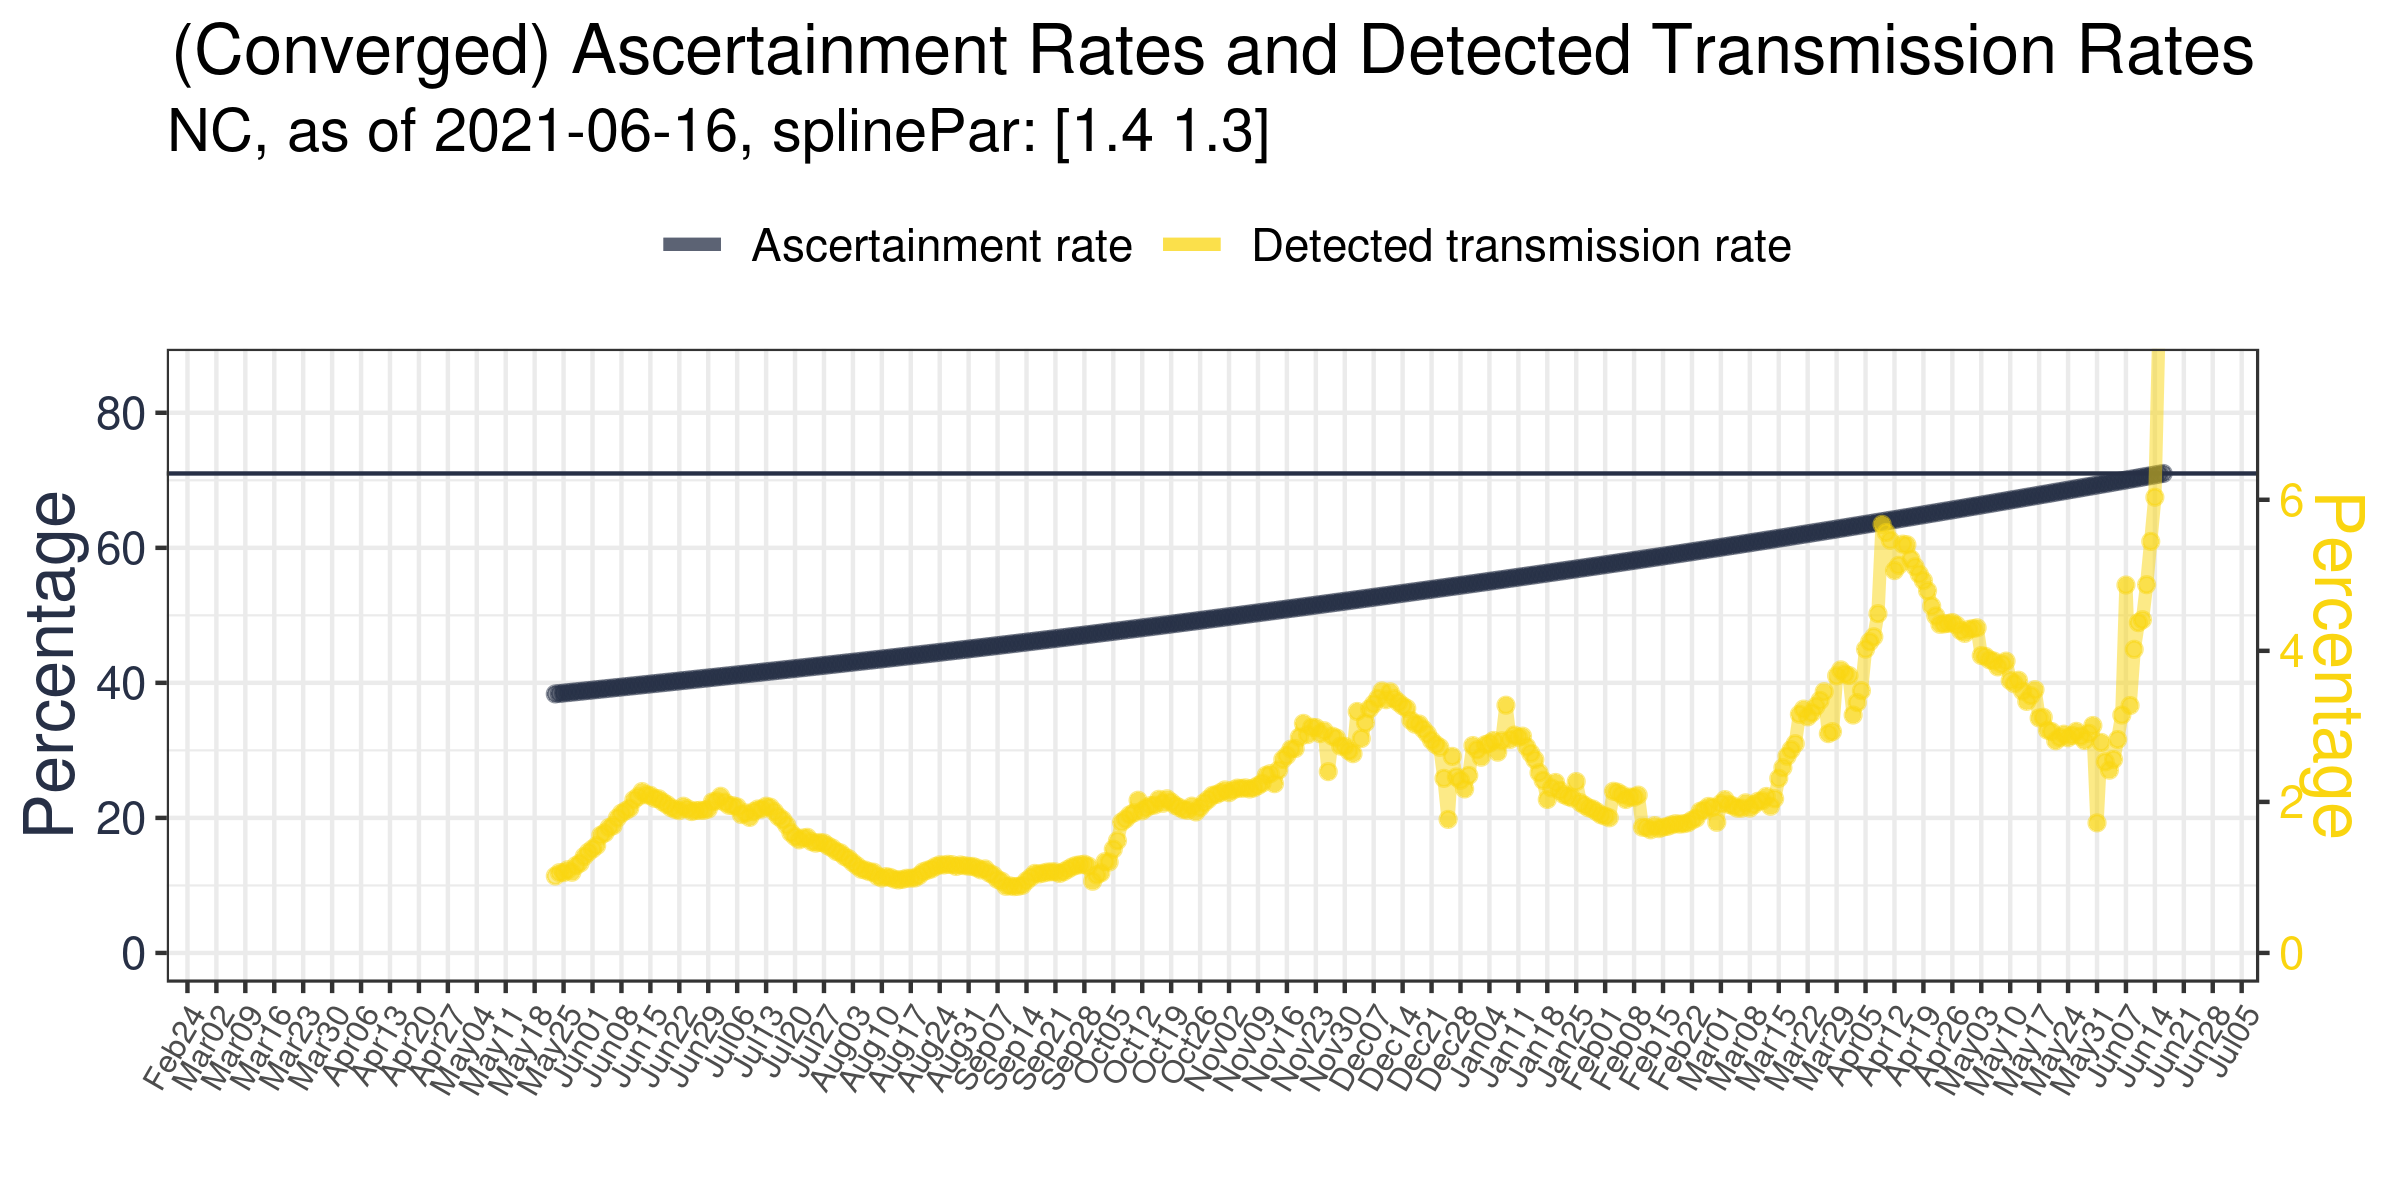 (Converged) Ascertainment Rates and Detected Transmission Rates
NC, as of 2021-06-16, splinePar: [1.4 1.3]
Ascertainment rate
Detected transmission rate
Percentage
80
60
40
20
0
6
4
2
0
Percentage
Feb24
Mar02
Mar09
Mar16
Mar23
Mar30
Apr06
Apr13
Apr20
Apr27
May04
May11
May18
May25
Jun01
Jun08
Jun15
Jun22
Jun29
Jul06
Jul13
Jul20
Jul27
Aug03
Aug10
Aug17
Aug24
Aug31
Sep07
Sep14
Sep21
Sep28
Oct05
Oct12
Oct19
Oct26
Nov02
Nov09
Nov16
Nov23
Nov30
Dec07
Dec14
Dec21
Dec28
Jan04
Jan11
Jan18
Jan25
Feb01
Feb08
Feb15
Feb22
Mar01
Mar08
Mar15
Mar22
Mar29
Apr05
Apr12
Apr19
Apr26
May03
May10
May17
May24
May31
Jun07
Jun14
Jun21
Jun28
Jul05